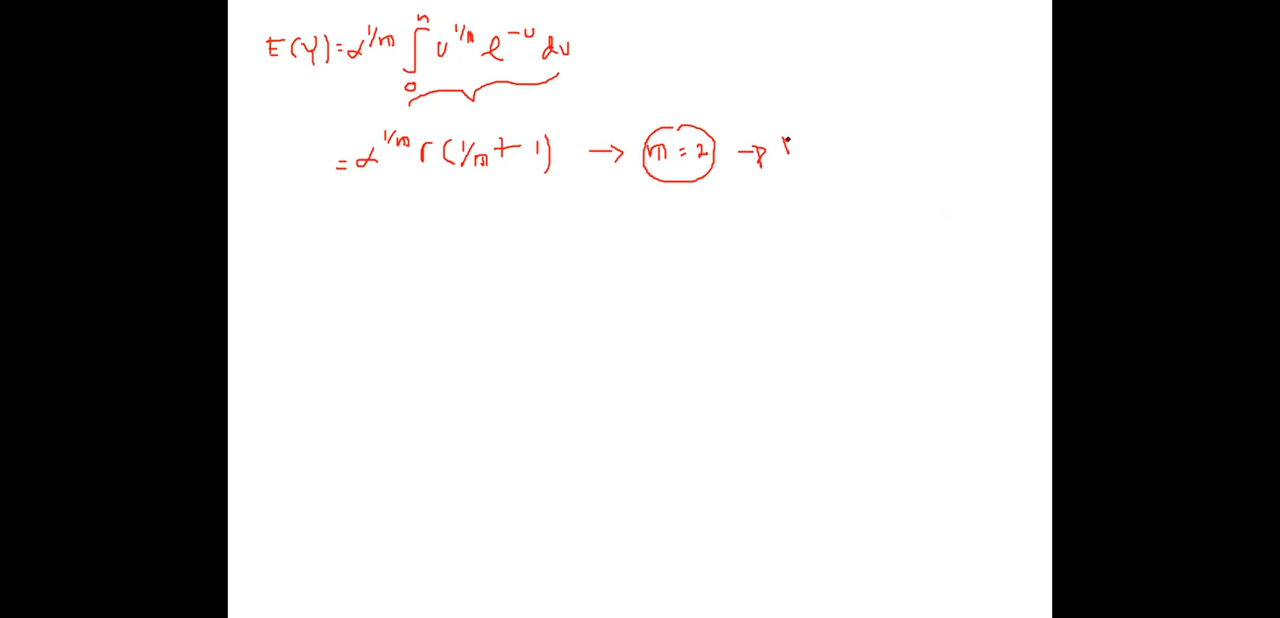 E(Y)=α^{1/m} ∫_0^n u^{1/m} e^{-u} du
= α^{1/m} Γ(1/m + 1) → m = 2 →